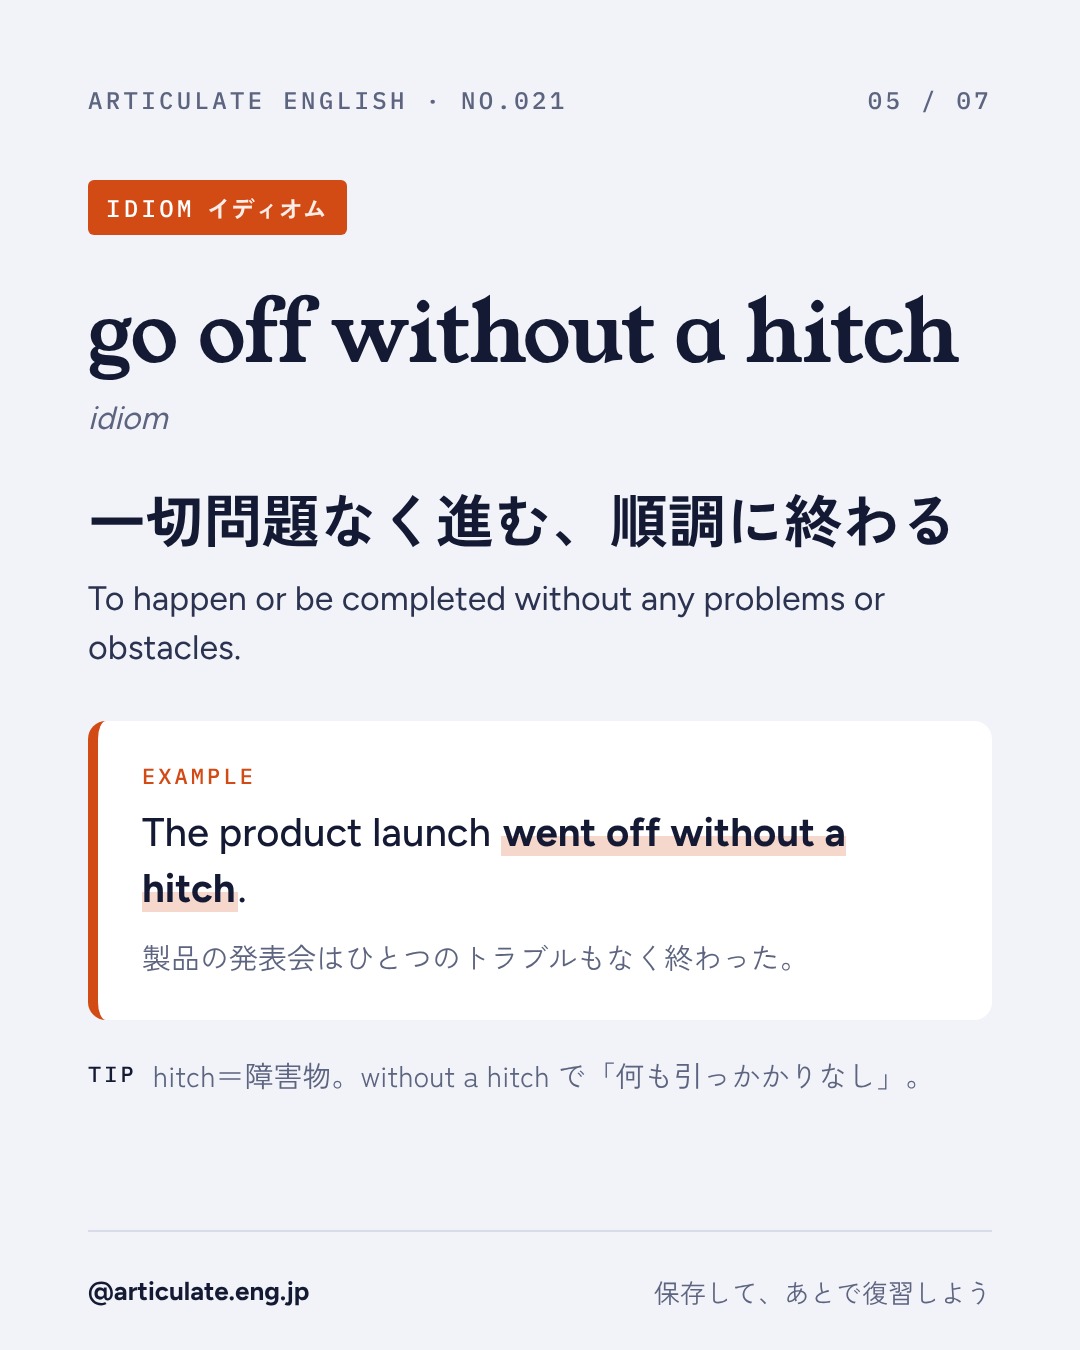 ARTICULATE ENGLISH · NO.021
05 / 07
IDIOM イディオム
go off without a hitch
idiom
一切問題なく進む、順調に終わる
To happen or be completed without any problems or
obstacles.
EXAMPLE
The product launch went off without a
hitch.
製品の発表会はひとつのトラブルもなく終わった。
TIP hitch＝障害物。without a hitch で「何も引っかかりなし」。
@articulate.eng.jp
保存して、あとで復習しよう